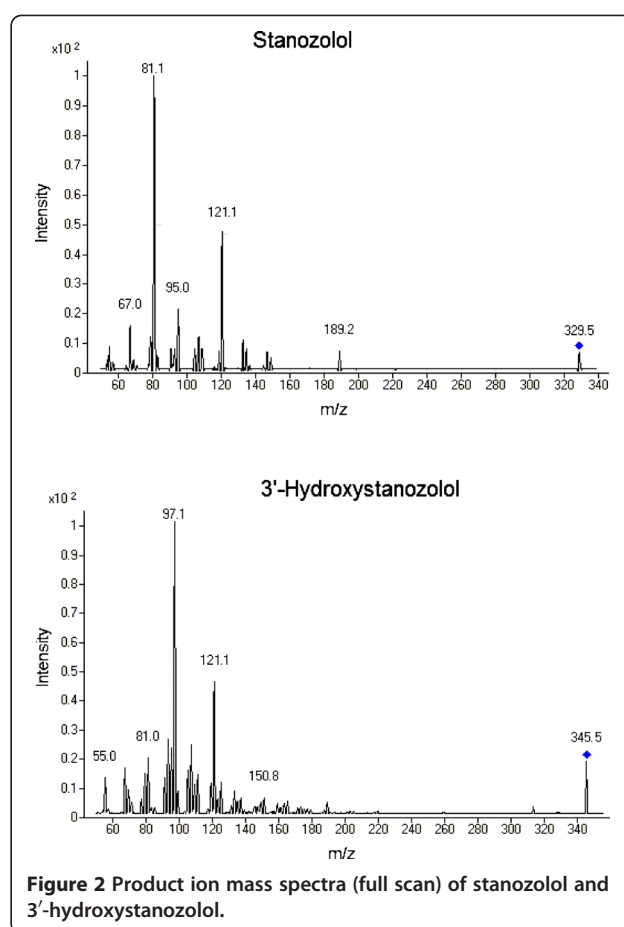 Stanozolol
x10 2
81.1
1
0.9
0.8
0.7
0.6
0.5
0.4
0.3
0.2
0.1
0
Intensity
67.0
95.0
121.1
189.2
329.5
60 80 100 120 140 160 180 200 220 240 260 280 300 320 340
m/z
3'-Hydroxystanozolol
x10 2
97.1
1
0.9
0.8
0.7
0.6
0.5
0.4
0.3
0.2
0.1
0
Intensity
55.0
81.0
121.1
150.8
345.5
60 80 100 120 140 160 180 200 220 240 260 280 300 320 340
m/z
Figure 2 Product ion mass spectra (full scan) of stanozolol and
3′-hydroxystanozolol.